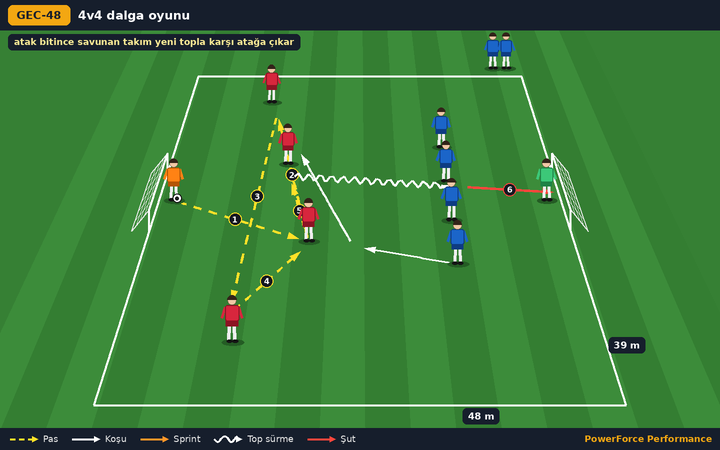 GEC-48 4v4 dalga oyunu
atak bitince savunan takım yeni topla karşı atağa çıkar
2
3
6
5
1
4
39 m
48 m
Pas Koşu Sprint Top sürme Şut PowerForce Performance